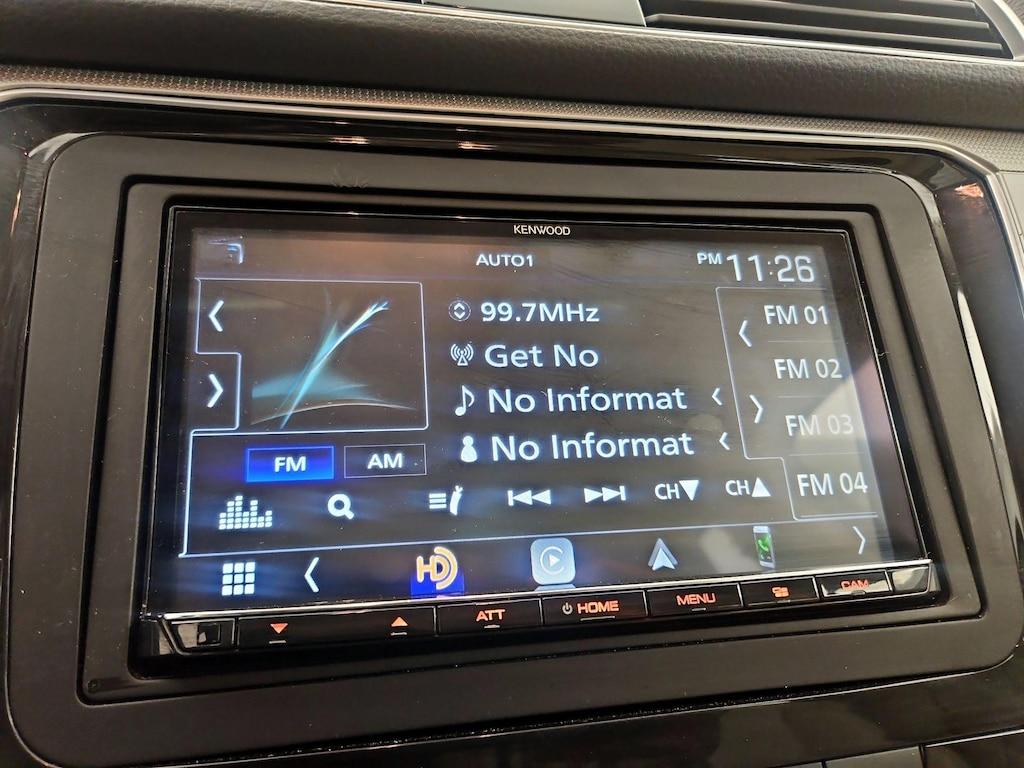 KENWOOD
AUTO1
PM 11:26
99.7MHz
Get No
No Informat
No Informat
FM 01
FM 02
FM 03
FM 04
FM AM
CH▼ CH▲
HD
ATT HOME MENU CAM